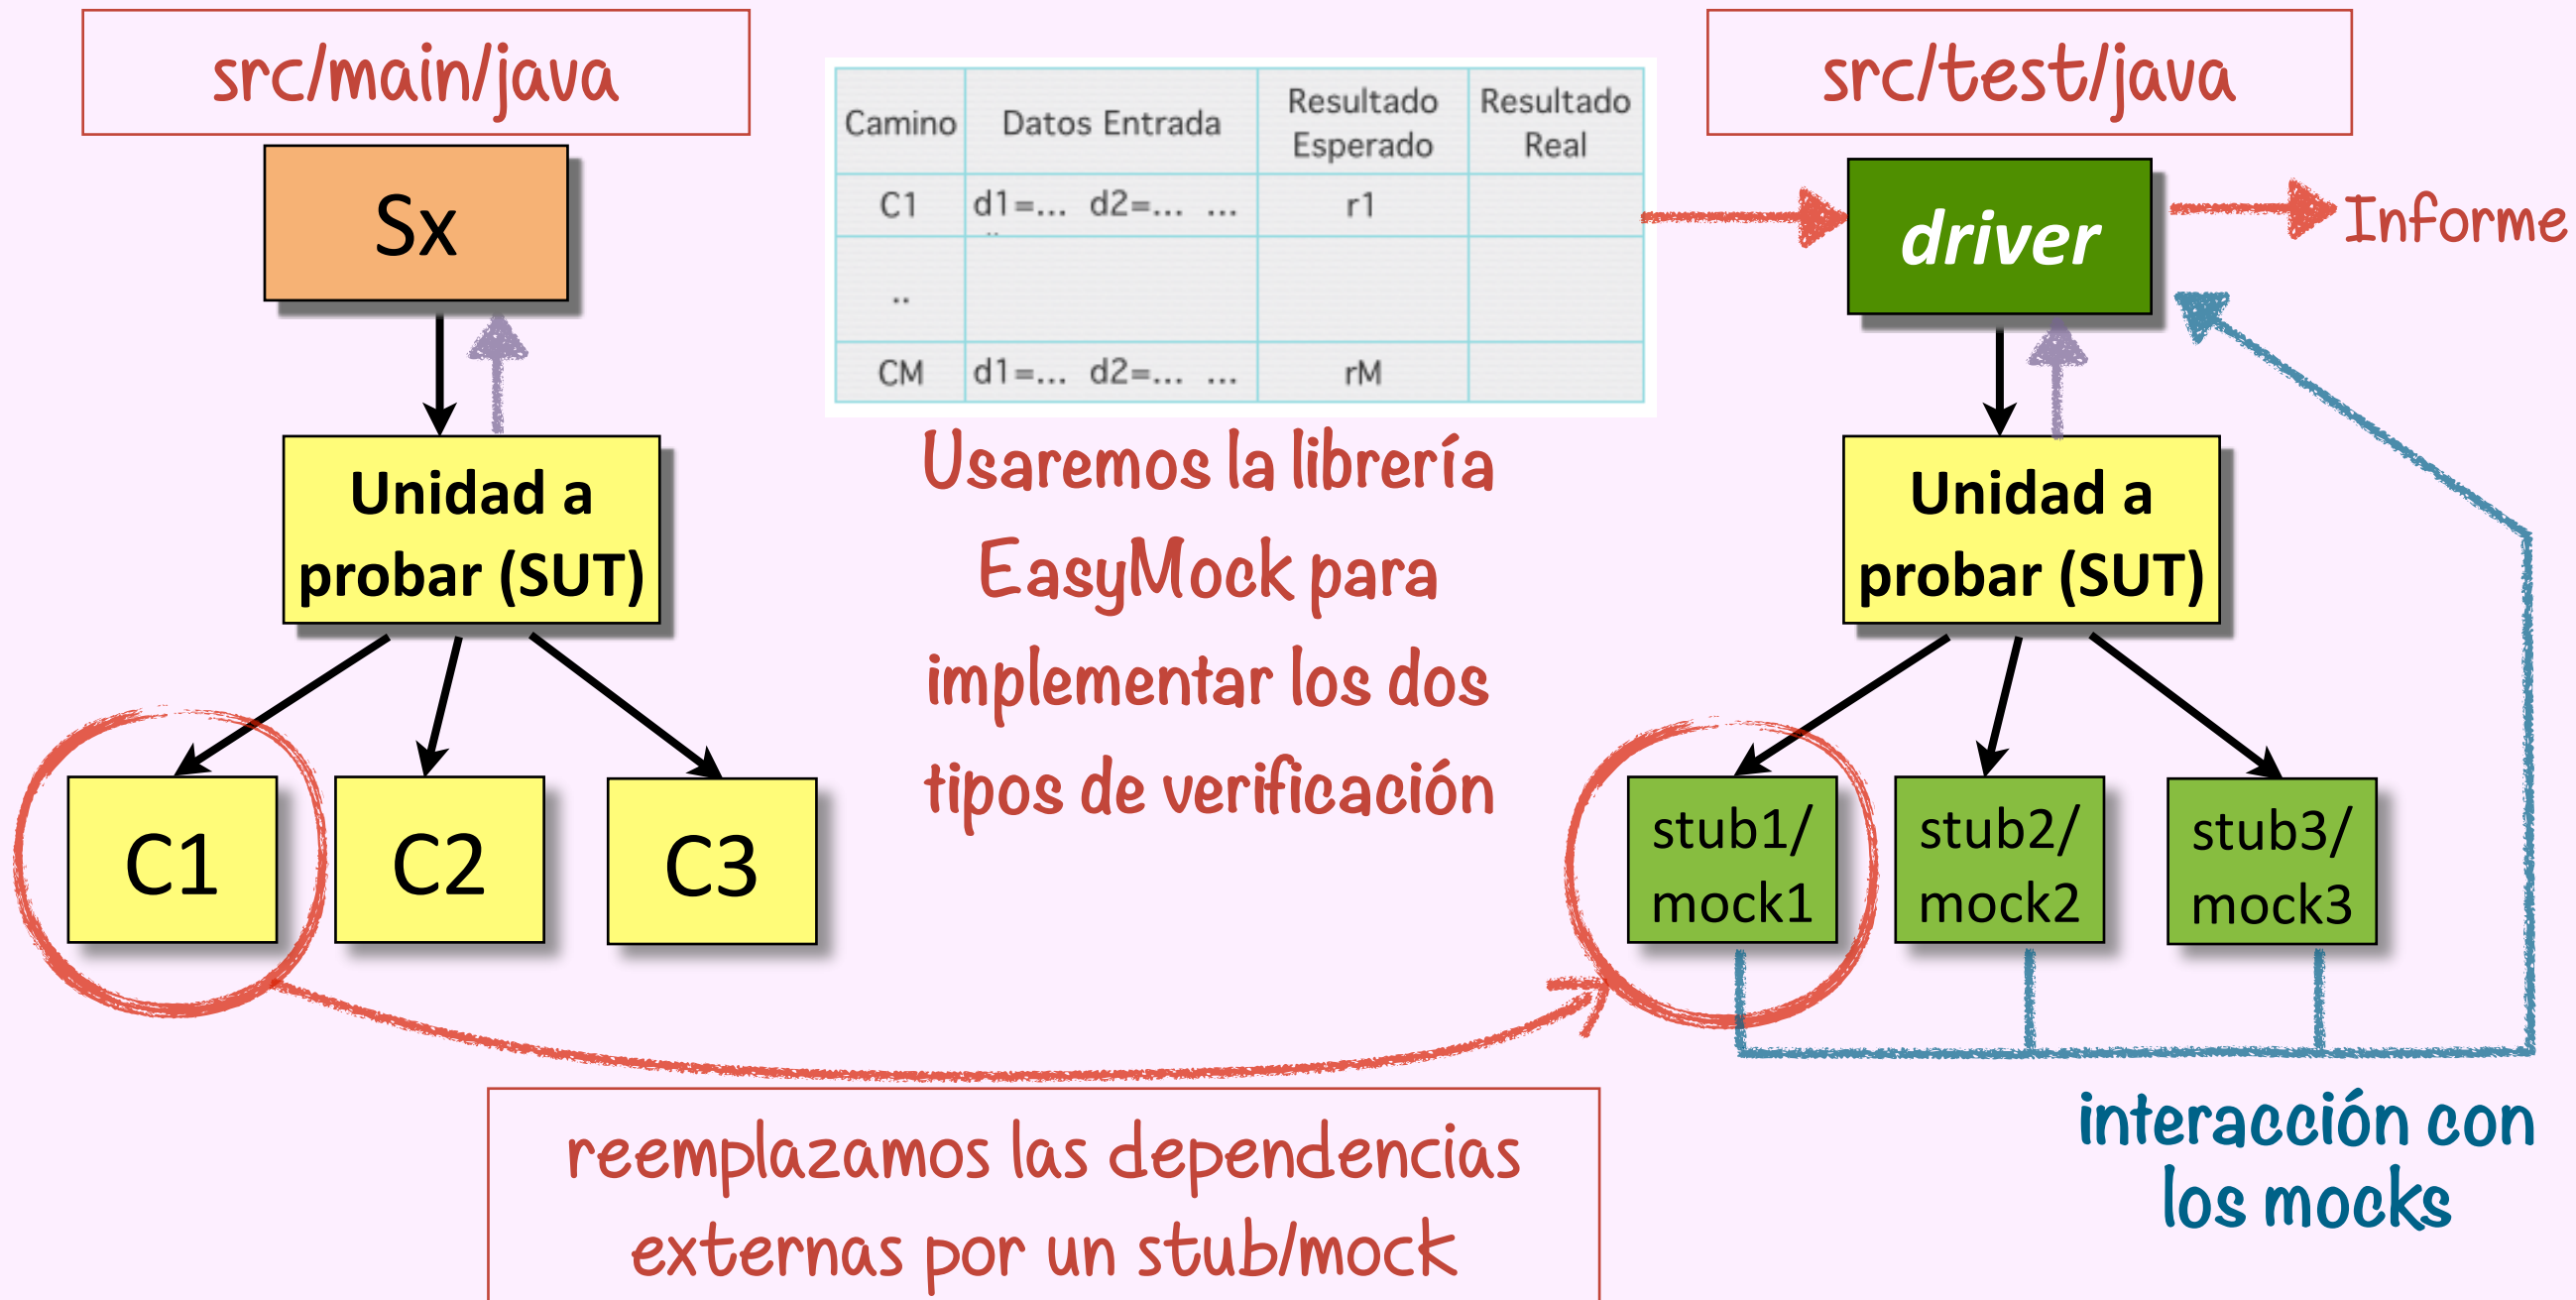 src/main/java
Sx
Unidad a
probar (SUT)
C1
C2
C3
Camino
Datos Entrada
Resultado
Esperado
Resultado
Real
C1
d1=... d2=... ...
..
r1
..
CM
d1=... d2=... ...
rM
Usaremos la librería
EasyMock para
implementar los dos
tipos de verificación
src/test/java
driver
Informe
Unidad a
probar (SUT)
stub1/
mock1
stub2/
mock2
stub3/
mock3
interacción con
los mocks
reemplazamos las dependencias
externas por un stub/mock